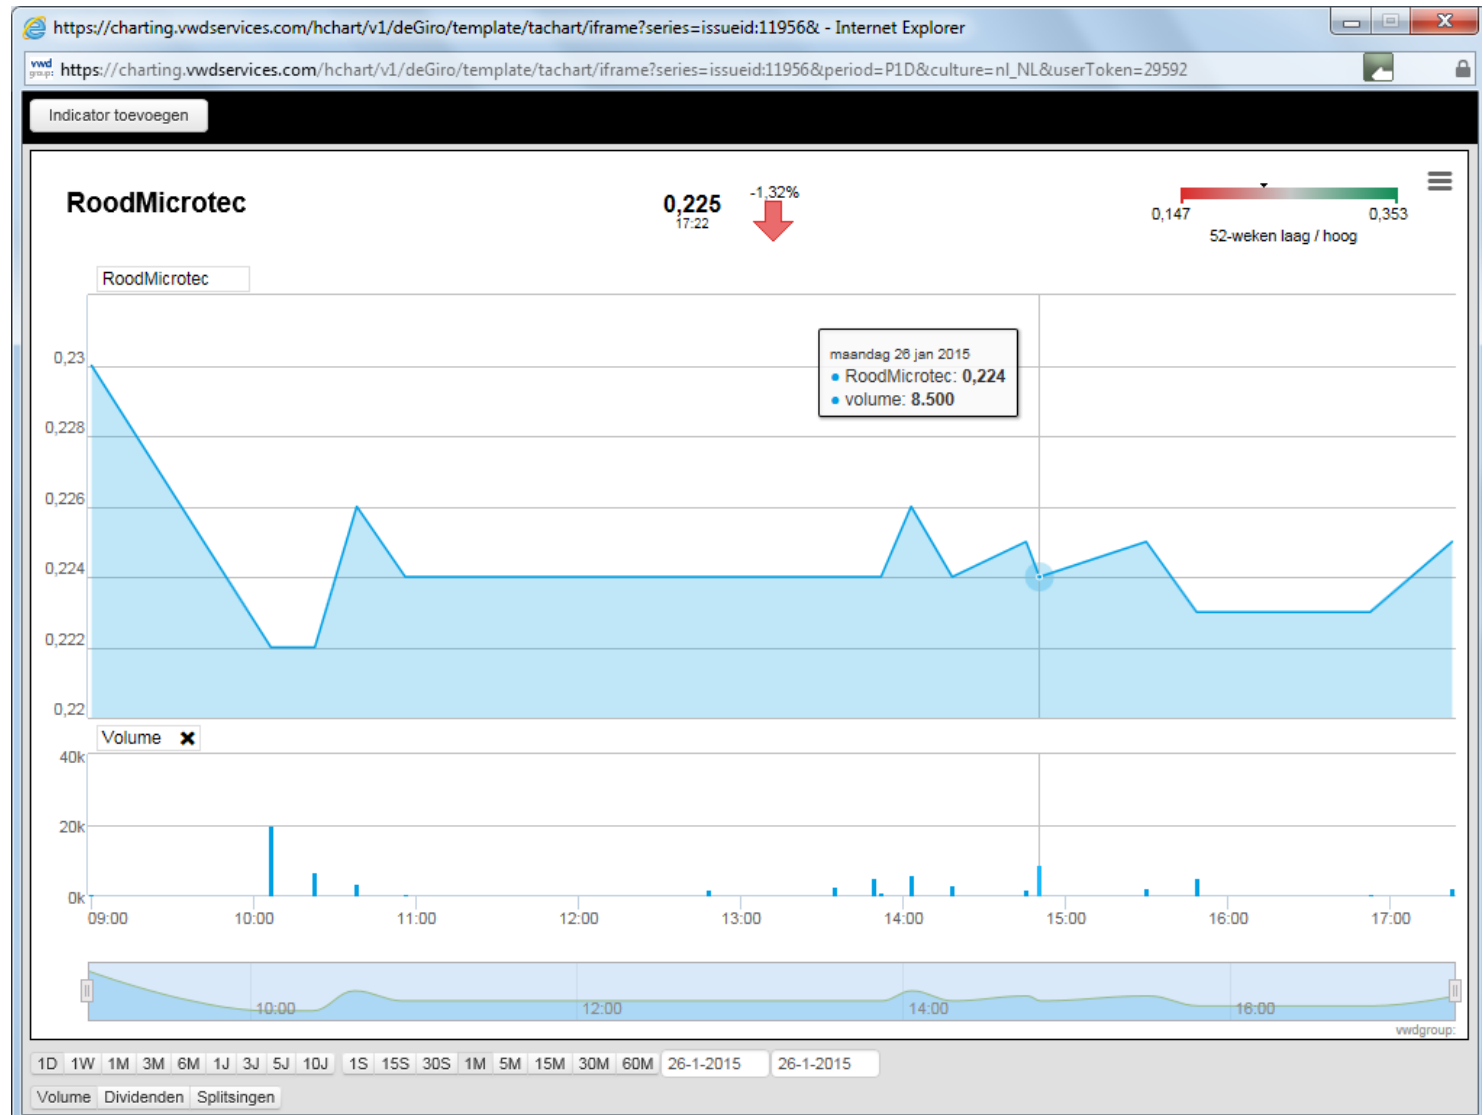 https://charting.vwdservices.com/hchart/v1/deGiro/template/tachart/iframe?series=issueid:11956& - Internet Explorer
vwd group: https://charting.vwdservices.com/hchart/v1/deGiro/template/tachart/iframe?series=issueid:11956&period=P1D&culture=nl_NL&userToken=29592
Indicator toevoegen
RoodMicrotec
0,225
17:22
-1,32%
0,147 0,353
52-weken laag / hoog
RoodMicrotec
0,23
0,228
0,226
0,224
0,222
0,22
maandag 26 jan 2015
• RoodMicrotec: 0,224
• volume: 8.500
Volume ✖
40k
20k
0k
09:00 10:00 11:00 12:00 13:00 14:00 15:00 16:00 17:00
10:00 12:00 14:00 16:00
vwdgroup:
1D 1W 1M 3M 6M 1J 3J 5J 10J 1S 15S 30S 1M 5M 15M 30M 60M 26-1-2015 26-1-2015
Volume Dividenden Splitsingen